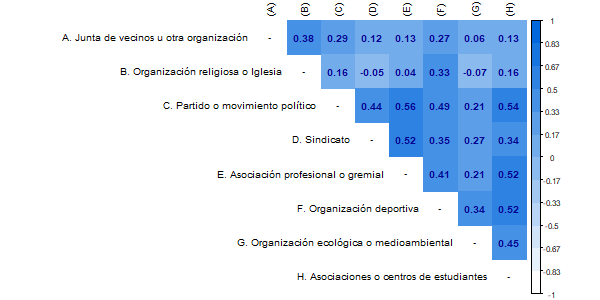 (A) (B) (C) (D) (E) (F) (G) (H)
A. Junta de vecinos u otra organización - 0.38 0.29 0.12 0.13 0.27 0.06 0.13
B. Organización religiosa o Iglesia - 0.16 -0.05 0.04 0.33 -0.07 0.16
C. Partido o movimiento político - 0.44 0.56 0.49 0.21 0.54
D. Sindicato - 0.52 0.35 0.27 0.34
E. Asociación profesional o gremial - 0.41 0.21 0.52
F. Organización deportiva - 0.34 0.52
G. Organización ecológica o medioambiental - 0.45
H. Asociaciones o centros de estudiantes -
1
0.83
0.67
0.5
0.33
0.17
0
-0.17
-0.33
-0.5
-0.67
-0.83
-1